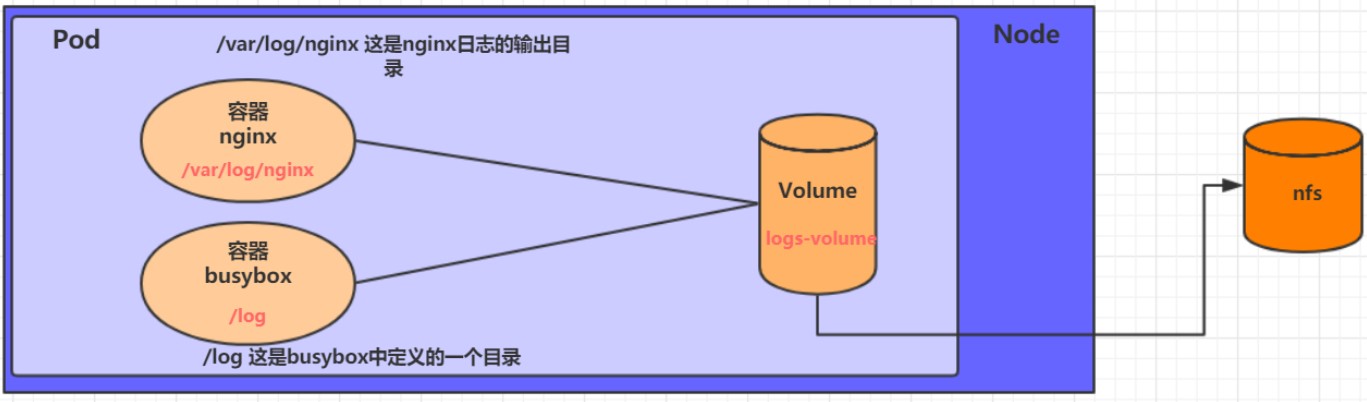 Pod
/var/log/nginx 这是nginx日志的输出目
录
Node
容器
nginx
/var/log/nginx
Volume
logs-volume
nfs
容器
busybox
/log
/log 这是busybox中定义的一个目录